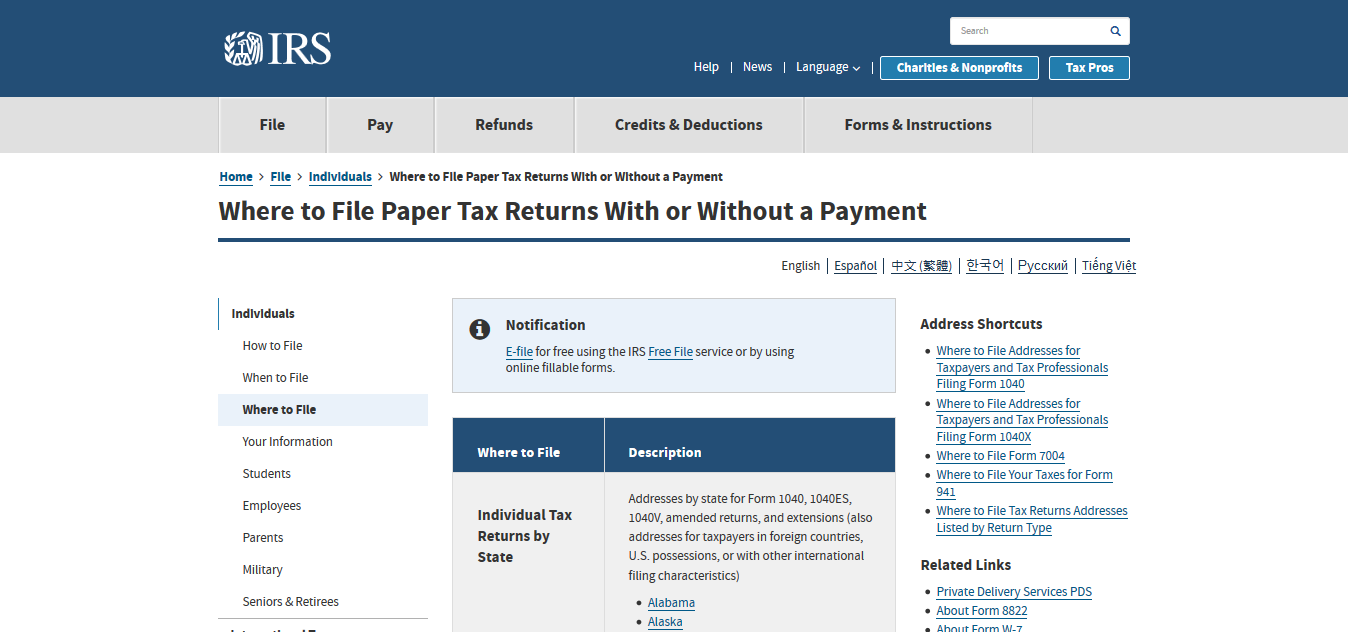 IRS
Search
Help
News
Language
Charities & Nonprofits
Tax Pros
File
Pay
Refunds
Credits & Deductions
Forms & Instructions
Home > File > Individuals > Where to File Paper Tax Returns With or Without a Payment
Where to File Paper Tax Returns With or Without a Payment
English
Español
中文 (繁體)
한국어
Русский
Tiếng Việt
Individuals
How to File
When to File
Where to File
Your Information
Students
Employees
Parents
Military
Seniors & Retirees
Notification
E-file for free using the IRS Free File service or by using
online fillable forms.
Where to File
Description
Individual Tax
Returns by
State
Addresses by state for Form 1040, 1040ES,
1040V, amended returns, and extensions (also
addresses for taxpayers in foreign countries,
U.S. possessions, or with other international
filing characteristics)
Alabama
Alaska
Address Shortcuts
Where to File Addresses for
Taxpayers and Tax Professionals
Filing Form 1040
Where to File Addresses for
Taxpayers and Tax Professionals
Filing Form 1040X
Where to File Form 7004
Where to File Your Taxes for Form
941
Where to File Tax Returns Addresses
Listed by Return Type
Related Links
Private Delivery Services PDS
About Form 8822
About Form W-7